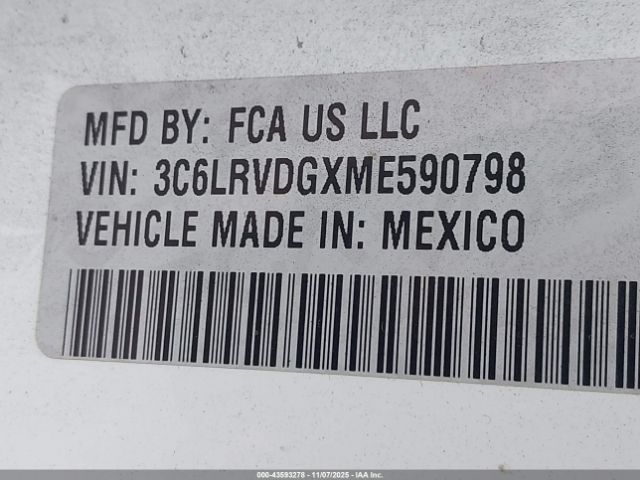 MFD BY: FCA US LLC
VIN: 3C6LRVDGXME590798
VEHICLE MADE IN: MEXICO
000-43593278 - 11/07/2025 - IAA Inc.